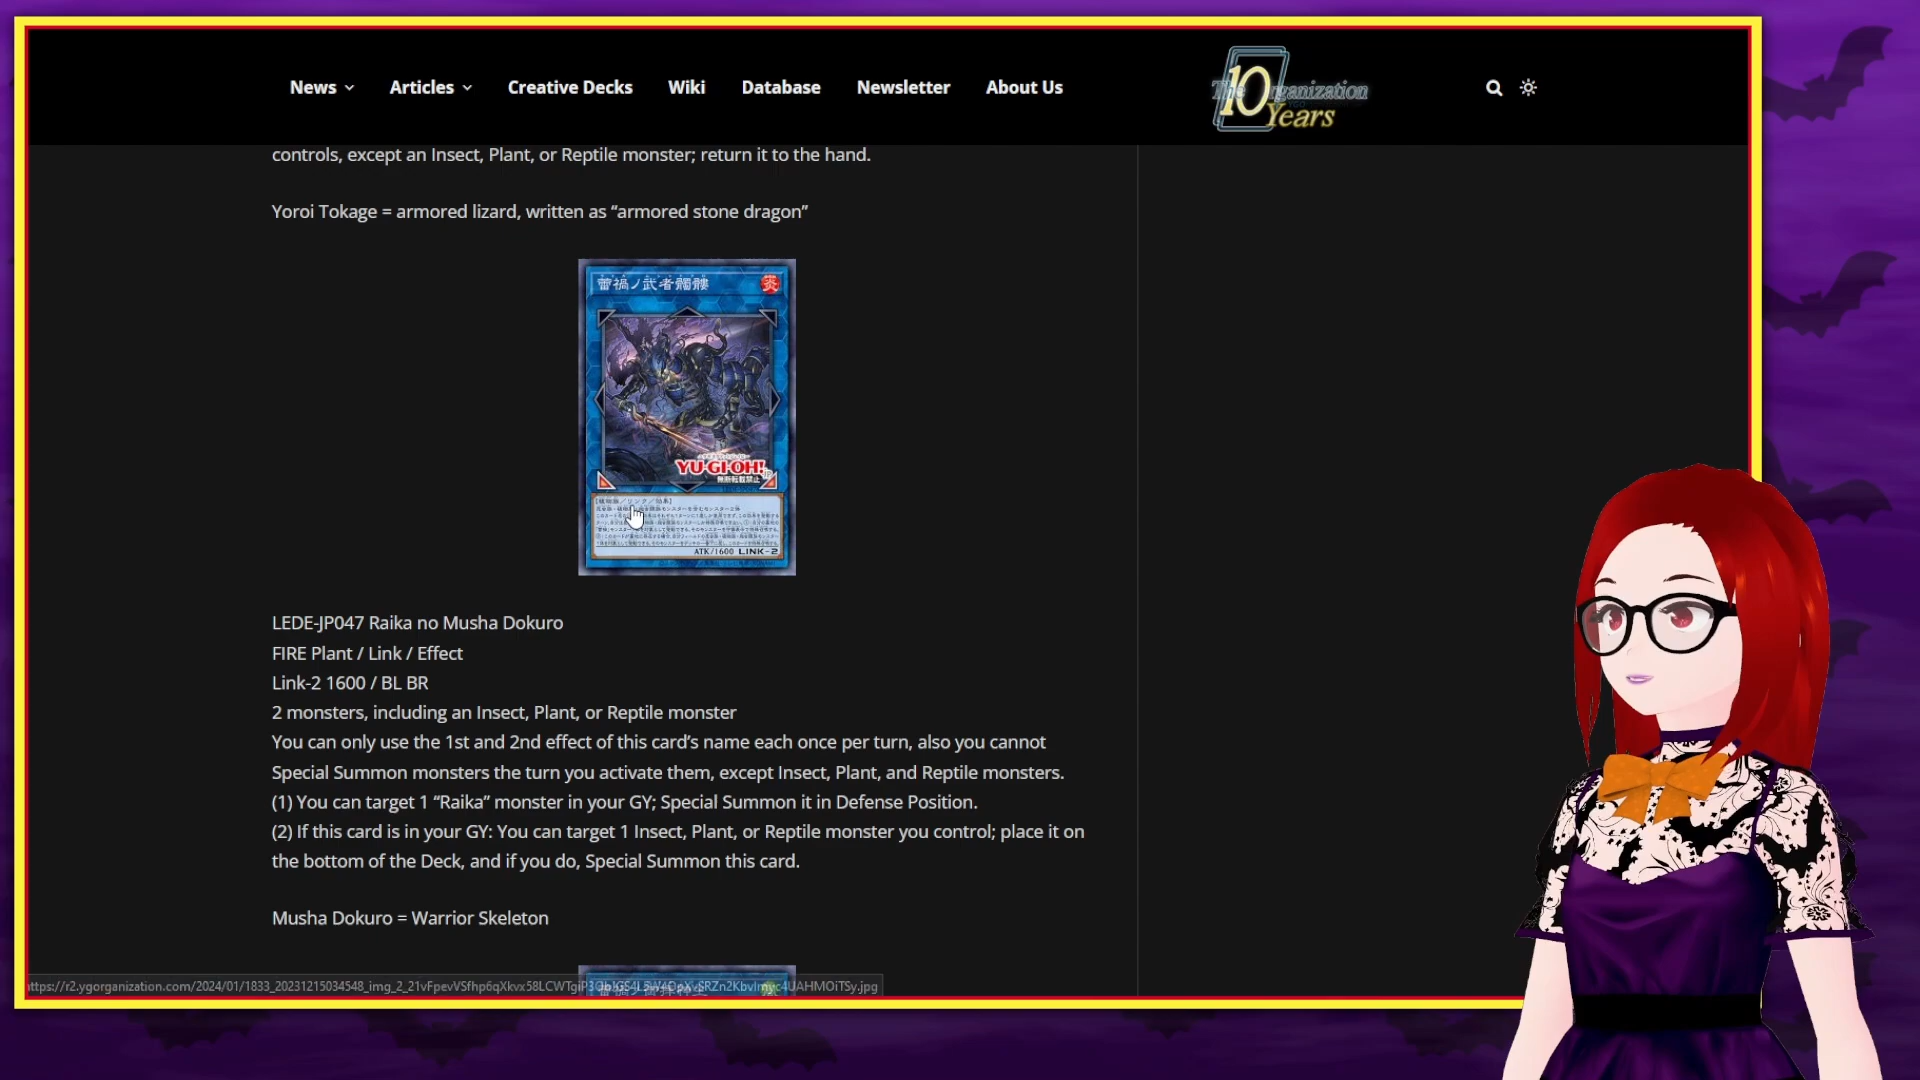 News
Articles
Creative Decks
Wiki
Database
Newsletter
About Us
The Organization
10 Years
controls, except an Insect, Plant, or Reptile monster; return it to the hand.
Yoroi Tokage = armored lizard, written as “armored stone dragon”
蕾禍ノ武者髑髏
炎
YU-GI-OH!
無断転載禁止
ATK/1600 LINK-2
LEDE-JP047 Raika no Musha Dokuro
FIRE Plant / Link / Effect
Link-2 1600 / BL BR
2 monsters, including an Insect, Plant, or Reptile monster
You can only use the 1st and 2nd effect of this card’s name each once per turn, also you cannot
Special Summon monsters the turn you activate them, except Insect, Plant, and Reptile monsters.
(1) You can target 1 “Raika” monster in your GY; Special Summon it in Defense Position.
(2) If this card is in your GY: You can target 1 Insect, Plant, or Reptile monster you control; place it on
the bottom of the Deck, and if you do, Special Summon this card.
Musha Dokuro = Warrior Skeleton